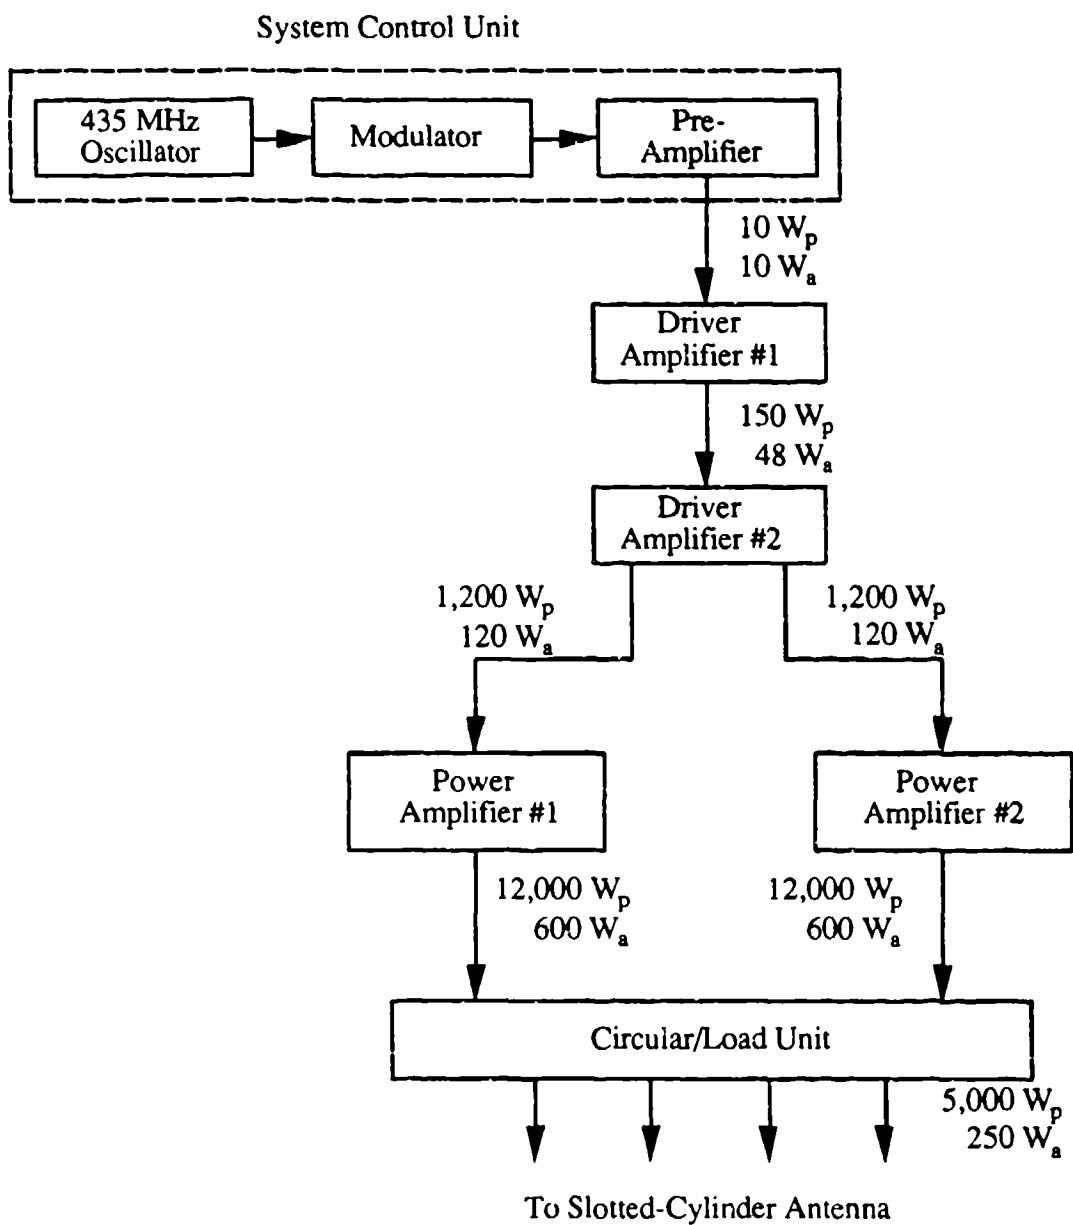 System Control Unit
435 MHz
Oscillator
Modulator
Pre-
Amplifier
10 Wp
10 Wa
Driver
Amplifier #1
150 Wp
48 Wa
Driver
Amplifier #2
1,200 Wp
120 Wa
1,200 Wp
120 Wa
Power
Amplifier #1
Power
Amplifier #2
12,000 Wp
600 Wa
12,000 Wp
600 Wa
Circular/Load Unit
5,000 Wp
250 Wa
To Slotted-Cylinder Antenna